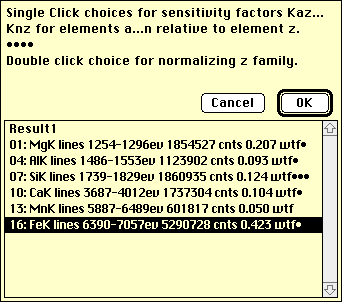 Single Click choices for sensitivity factors Kaz...
Knz for elements a...n relative to element z.
••••
Double click choice for normalizing z family.
Cancel
OK
Result1
01: MgK lines 1254-1296ev 1854527 cnts 0.207 wtf•
04: AlK lines 1486-1553ev 1123902 cnts 0.093 wtf•
07: SiK lines 1739-1829ev 1860935 cnts 0.124 wtf•••
10: CaK lines 3687-4012ev 1737304 cnts 0.104 wtf•
13: MnK lines 5887-6489ev 601817 cnts 0.050 wtf
16: FeK lines 6390-7057ev 5290728 cnts 0.423 wtf•